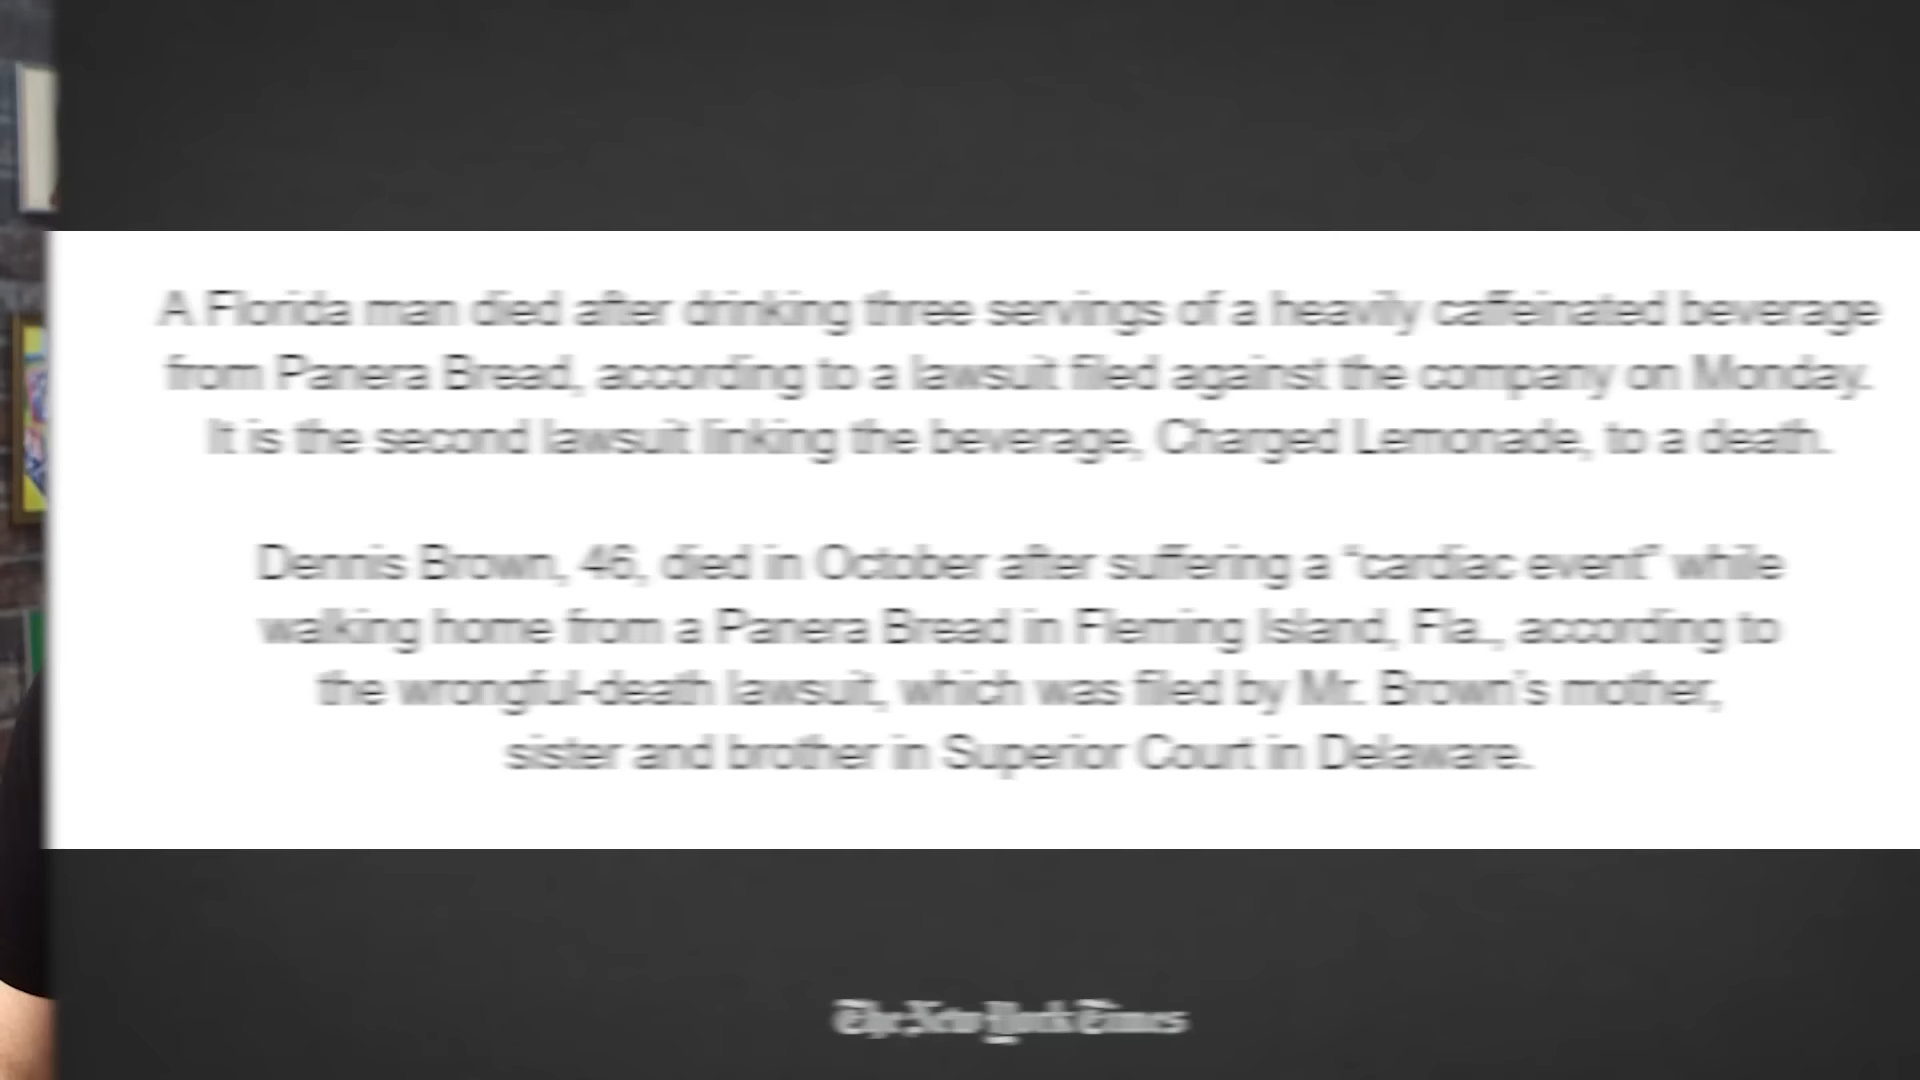 A Florida man died after drinking three servings of a heavily caffeinated beverage
from Panera Bread, according to a lawsuit filed against the company on Monday.
It is the second lawsuit linking the beverage, Charged Lemonade, to a death.
Dennis Brown, 46, died in October after suffering a “cardiac event” while
walking home from a Panera Bread in Fleming Island, Fla., according to
the wrongful-death lawsuit, which was filed by Mr. Brown’s mother,
sister and brother in Superior Court in Delaware.
The New York Times